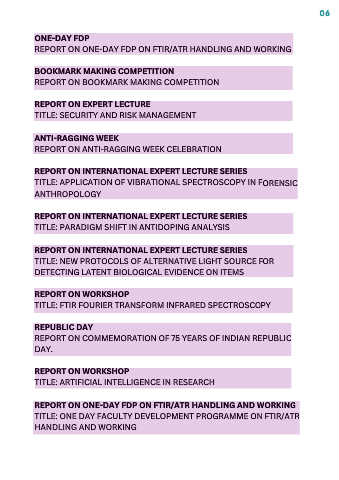 06
ONE-DAY FDP
REPORT ON ONE-DAY FDP ON FTIR/ATR HANDLING AND WORKING
BOOKMARK MAKING COMPETITION
REPORT ON BOOKMARK MAKING COMPETITION
REPORT ON EXPERT LECTURE
TITLE: SECURITY AND RISK MANAGEMENT
ANTI-RAGGING WEEK
REPORT ON ANTI-RAGGING WEEK CELEBRATION
REPORT ON INTERNATIONAL EXPERT LECTURE SERIES
TITLE: APPLICATION OF VIBRATIONAL SPECTROSCOPY IN FORENSIC
ANTHROPOLOGY
REPORT ON INTERNATIONAL EXPERT LECTURE SERIES
TITLE: PARADIGM SHIFT IN ANTIDOPING ANALYSIS
REPORT ON INTERNATIONAL EXPERT LECTURE SERIES
TITLE: NEW PROTOCOLS OF ALTERNATIVE LIGHT SOURCE FOR
DETECTING LATENT BIOLOGICAL EVIDENCE ON ITEMS
REPORT ON WORKSHOP
TITLE: FTIR FOURIER TRANSFORM INFRARED SPECTROSCOPY
REPUBLIC DAY
REPORT ON COMMEMORATION OF 75 YEARS OF INDIAN REPUBLIC
DAY.
REPORT ON WORKSHOP
TITLE: ARTIFICIAL INTELLIGENCE IN RESEARCH
REPORT ON ONE-DAY FDP ON FTIR/ATR HANDLING AND WORKING
TITLE: ONE DAY FACULTY DEVELOPMENT PROGRAMME ON FTIR/ATR
HANDLING AND WORKING